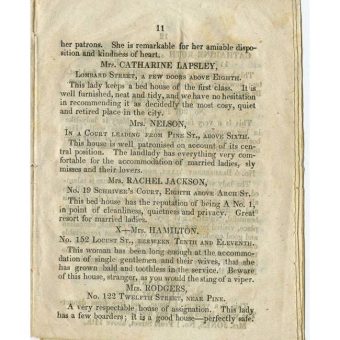 11
her patrons. She is remarkable for her amiable dispo-
sition and kindness of heart.
Mrs. CATHARINE LAPSLEY,
Lombard Street, a few doors above Eighth.
This lady keeps a bed house of the first class. It is
well furnished, neat and tidy, and we have no hesitation
in recommending it as decidedly the most cosy, quiet
and retired place in the city.
Mrs. NELSON,
In a Court leading from Pine St., above Sixth.
This house is well patronised on account of its cen-
tral position. The landlady has everything very com-
fortable for the accommodation of married ladies, sly
misses and their lovers.
Mrs. RACHEL JACKSON,
No. 19 Schriver's Court, Eighth above Arch St.
This bed house has the reputation of being A No. 1,
in point of cleanliness, quietness and privacy. Great
resort for married ladies.
X—Mrs. HAMILTON.
No. 152 Locust St., between Tenth and Eleventh.
This woman has been long enough at the accommo-
dation of single gentlemen and their wives, that she
has grown bald and toothless in the service. Beware
of this house, stranger, as you would the sting of a viper.
Mrs. RODGERS,
No. 122 Twelfth Street, near Pine.
A very respectable house of assignation. This lady
has a few boarders; It is a good house—perfectly safe.